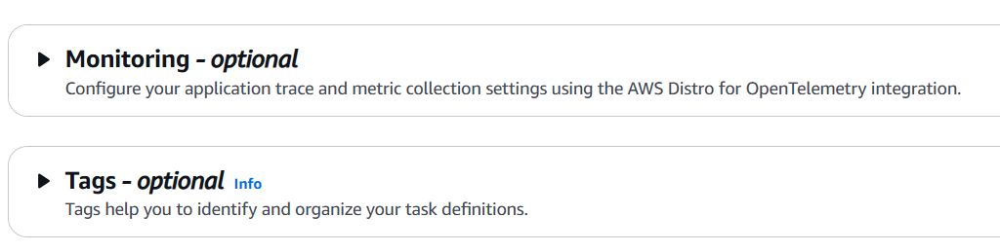 Monitoring - optional
Configure your application trace and metric collection settings using the AWS Distro for OpenTelemetry integration.
Tags - optional Info
Tags help you to identify and organize your task definitions.